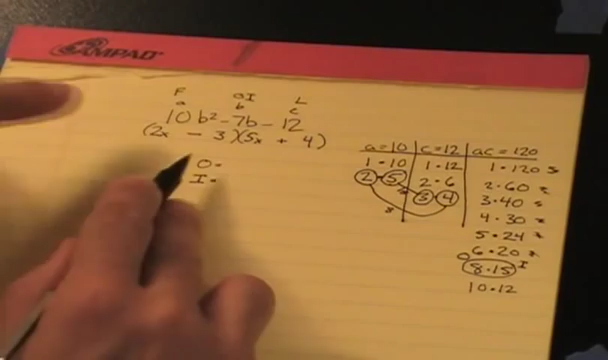 AMPAD
F OI L
a b c
10b² - 7b - 12
(2x - 3)(5x + 4)
O=
I=
a=10 c=12 ac=120
1·10 1·12 1·120 s
2 5 2·6 2·60 z
8 3 4 3·40 s
8 4·30 z
5·24 z
6·20 z
O 8·15 I
10·12